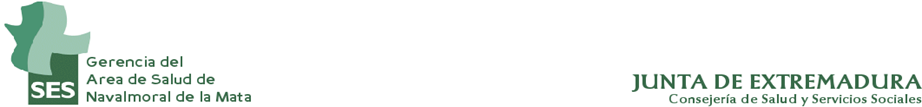 SES
Gerencia del
Area de Salud de
Navalmoral de la Mata
JUNTA DE EXTREMADURA
Consejería de Salud y Servicios Sociales